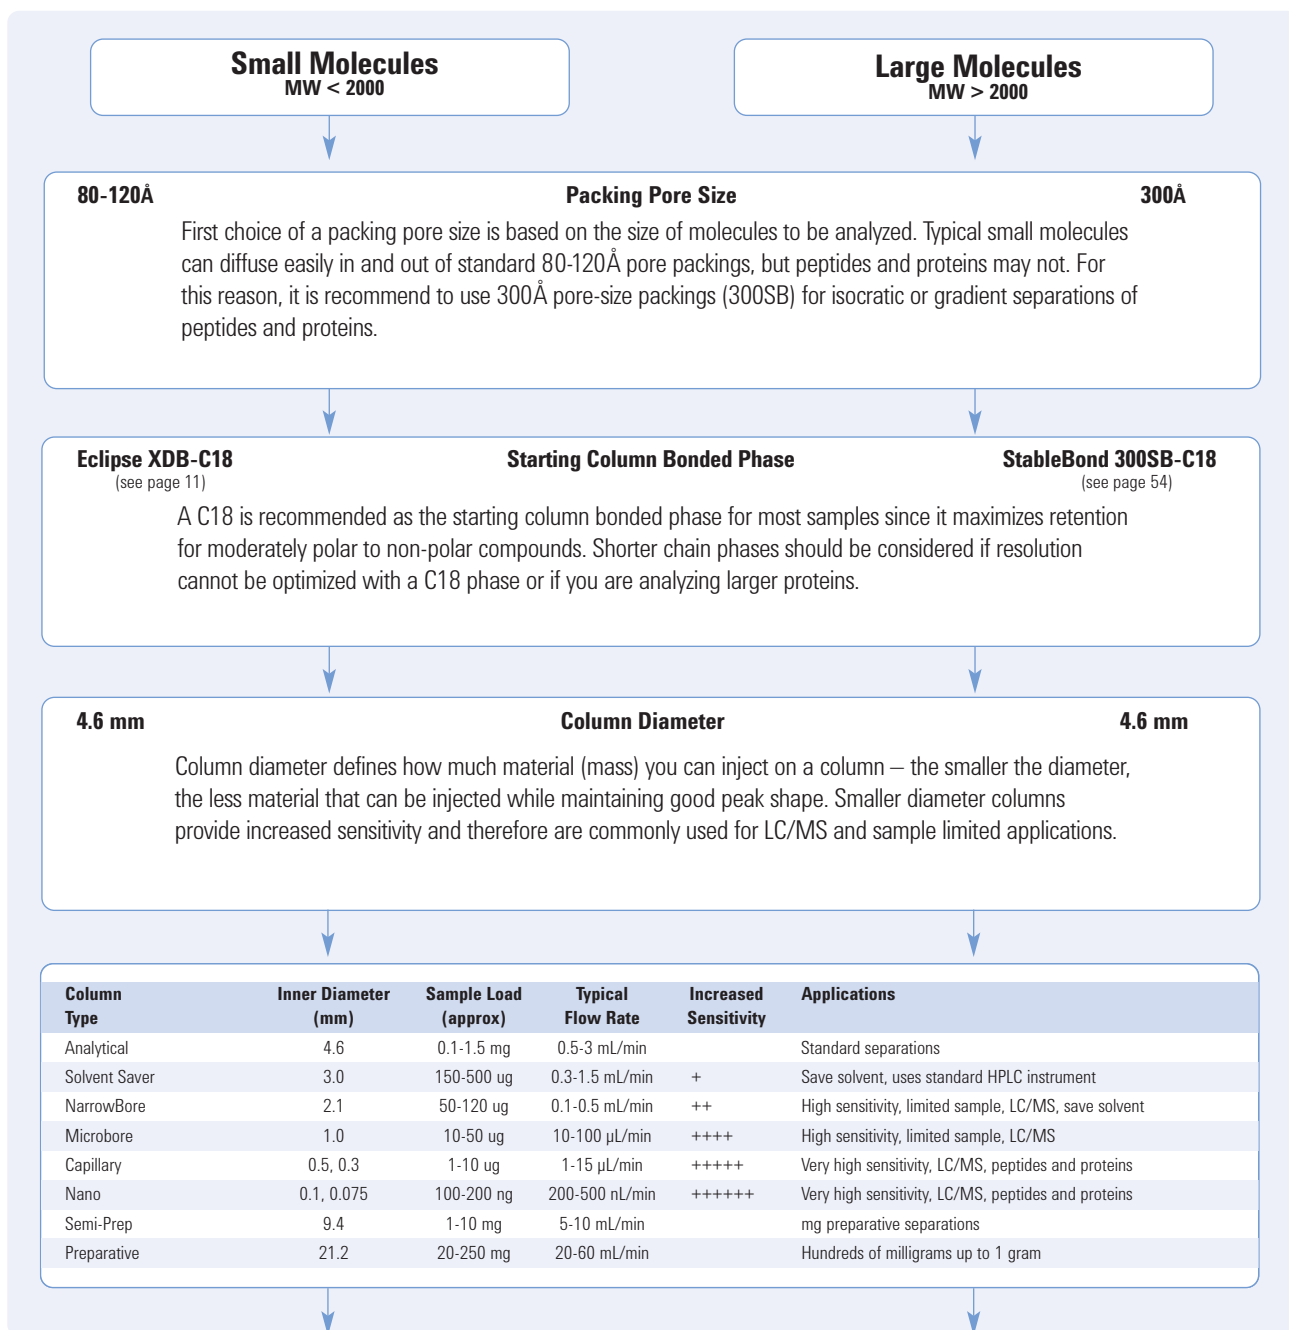 Small Molecules
MW < 2000
Large Molecules
MW > 2000
80-120Å Packing Pore Size 300Å
First choice of a packing pore size is based on the size of molecules to be analyzed. Typical small molecules
can diffuse easily in and out of standard 80-120Å pore packings, but peptides and proteins may not. For
this reason, it is recommend to use 300Å pore-size packings (300SB) for isocratic or gradient separations of
peptides and proteins.
Eclipse XDB-C18 Starting Column Bonded Phase StableBond 300SB-C18
(see page 11) (see page 54)
A C18 is recommended as the starting column bonded phase for most samples since it maximizes retention
for moderately polar to non-polar compounds. Shorter chain phases should be considered if resolution
cannot be optimized with a C18 phase or if you are analyzing larger proteins.
4.6 mm Column Diameter 4.6 mm
Column diameter defines how much material (mass) you can inject on a column – the smaller the diameter,
the less material that can be injected while maintaining good peak shape. Smaller diameter columns
provide increased sensitivity and therefore are commonly used for LC/MS and sample limited applications.
Column Inner Diameter Sample Load Typical Increased Applications
Type (mm) (approx) Flow Rate Sensitivity
Analytical 4.6 0.1-1.5 mg 0.5-3 mL/min Standard separations
Solvent Saver 3.0 150-500 ug 0.3-1.5 mL/min + Save solvent, uses standard HPLC instrument
NarrowBore 2.1 50-120 ug 0.1-0.5 mL/min ++ High sensitivity, limited sample, LC/MS, save solvent
Microbore 1.0 10-50 ug 10-100 µL/min ++++ High sensitivity, limited sample, LC/MS
Capillary 0.5, 0.3 1-10 ug 1-15 µL/min +++++ Very high sensitivity, LC/MS, peptides and proteins
Nano 0.1, 0.075 100-200 ng 200-500 nL/min ++++++ Very high sensitivity, LC/MS, peptides and proteins
Semi-Prep 9.4 1-10 mg 5-10 mL/min mg preparative separations
Preparative 21.2 20-250 mg 20-60 mL/min Hundreds of milligrams up to 1 gram